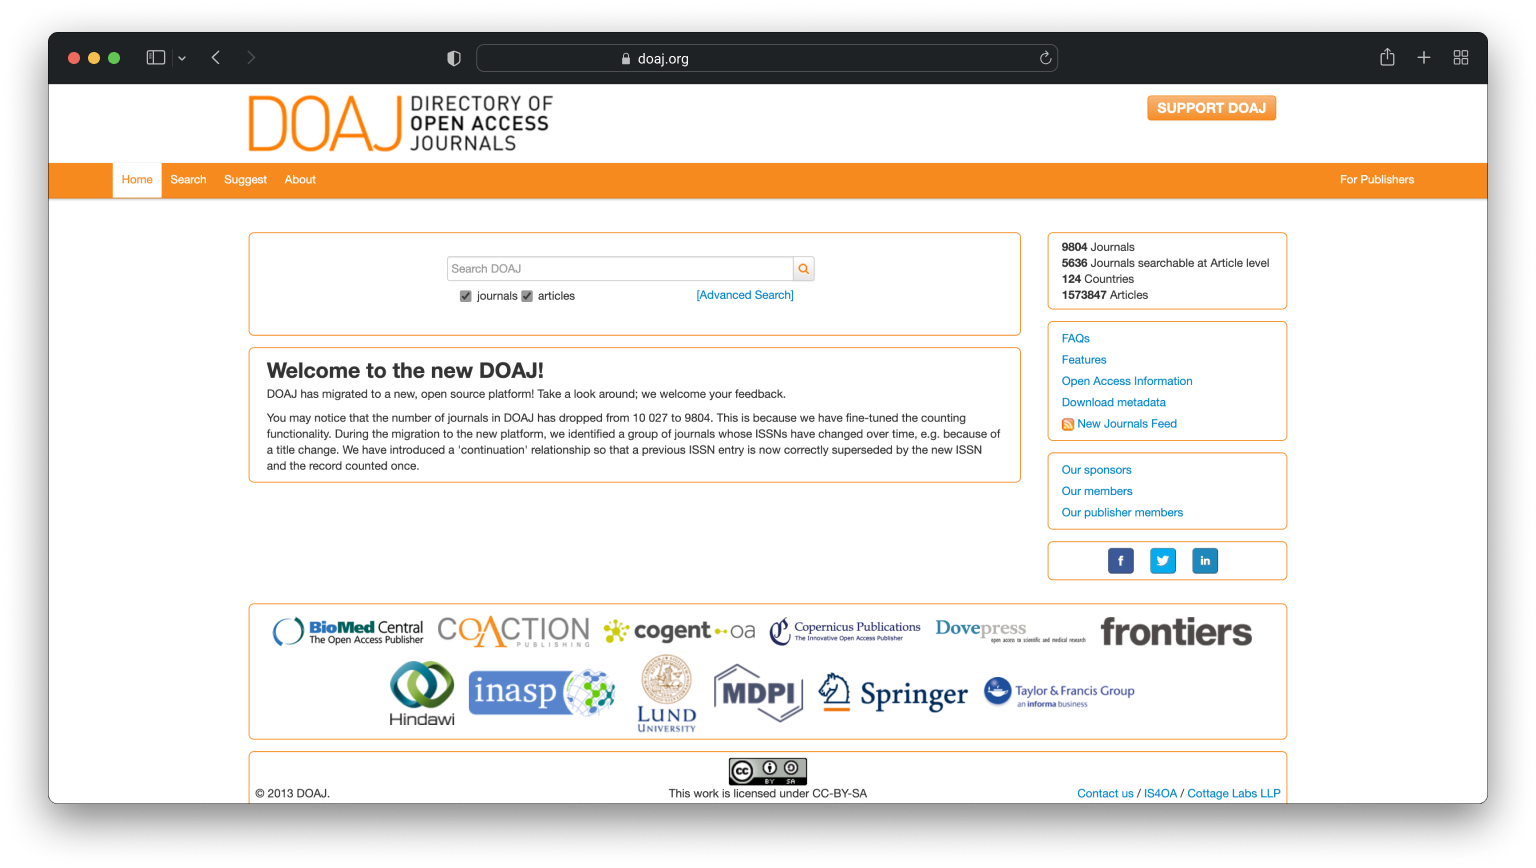 doaj.org
DOAJ DIRECTORY OF
OPEN ACCESS
JOURNALS
SUPPORT DOAJ
Home Search Suggest About For Publishers
Search DOAJ
journals articles [Advanced Search]
Welcome to the new DOAJ!
DOAJ has migrated to a new, open source platform! Take a look around; we welcome your feedback.
You may notice that the number of journals in DOAJ has dropped from 10 027 to 9804. This is because we have fine-tuned the counting
functionality. During the migration to the new platform, we identified a group of journals whose ISSNs have changed over time, e.g. because of
a title change. We have introduced a 'continuation' relationship so that a previous ISSN entry is now correctly superseded by the new ISSN
and the record counted once.
9804 Journals
5636 Journals searchable at Article level
124 Countries
1573847 Articles
FAQs
Features
Open Access Information
Download metadata
New Journals Feed
Our sponsors
Our members
Our publisher members
f in
BioMed Central
The Open Access Publisher
COACTION
PUBLISHING
cogent oa
Copernicus Publications
The Innovative Open Access Publisher
Dovepress
open access to scientific and medical research
frontiers
Hindawi
inasp
LUND
UNIVERSITY
MDPI
Springer
Taylor & Francis Group
an informa business
cc BY SA
© 2013 DOAJ. This work is licensed under CC-BY-SA Contact us / IS4OA / Cottage Labs LLP